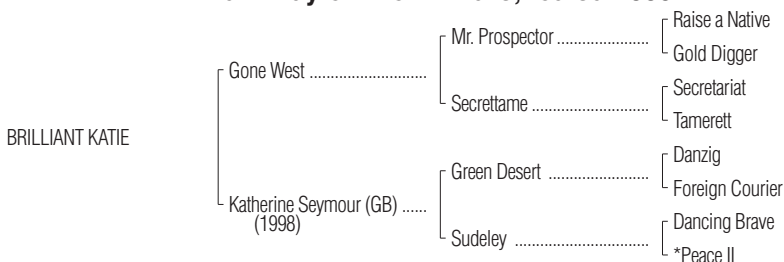 Raise a Native
Mr. Prospector ......................
Gold Digger
Gone West ............................
Secretariat
Secrettame ............................
Tamerett
BRILLIANT KATIE
Danzig
Green Desert ........................
Foreign Courier
Katherine Seymour (GB) ......
(1998)
Dancing Brave
Sudeley ................................
*Peace II